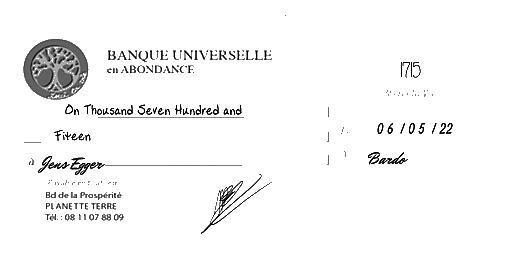 BANQUE UNIVERSELLE
en ABONDANCE
On Thousand Seven Hundred and
Fiteen
à Jens Egger
Bd de la Prospérité
PLANETTE TERRE
Tél. : 08 11 07 88 09
1715
06/05/22
Bardo